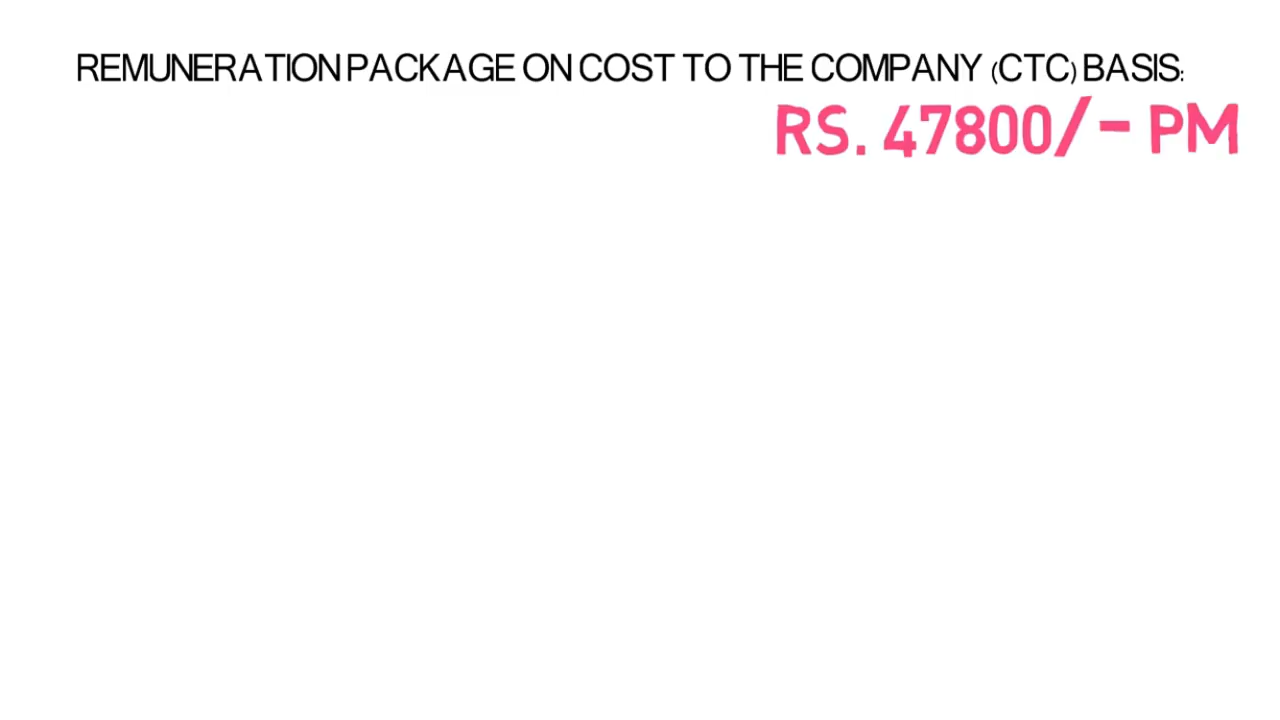 REMUNERATION PACKAGE ON COST TO THE COMPANY (CTC) BASIS:
RS. 47800/- PM